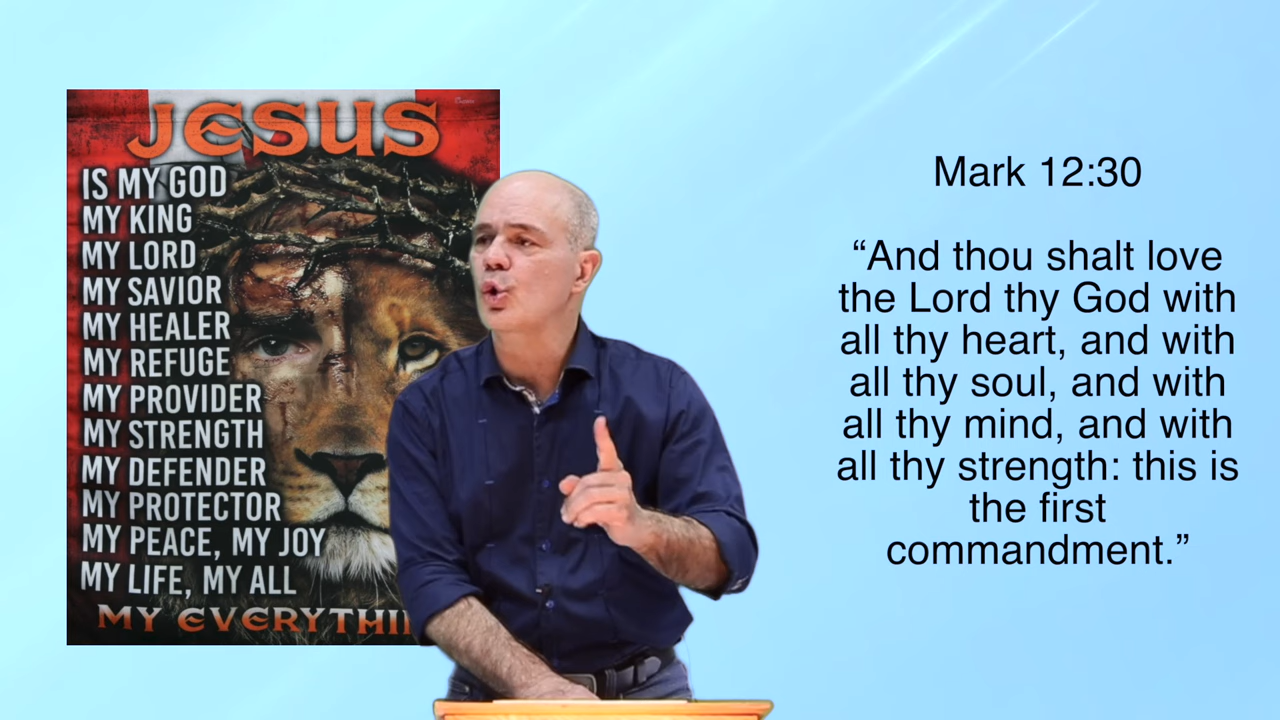 JESUS
IS MY GOD
MY KING
MY LORD
MY SAVIOR
MY HEALER
MY REFUGE
MY PROVIDER
MY STRENGTH
MY DEFENDER
MY PROTECTOR
MY PEACE, MY JOY
MY LIFE, MY ALL
MY EVERYTHI
Mark 12:30
“And thou shalt love
the Lord thy God with
all thy heart, and with
all thy soul, and with
all thy mind, and with
all thy strength: this is
the first
commandment.”